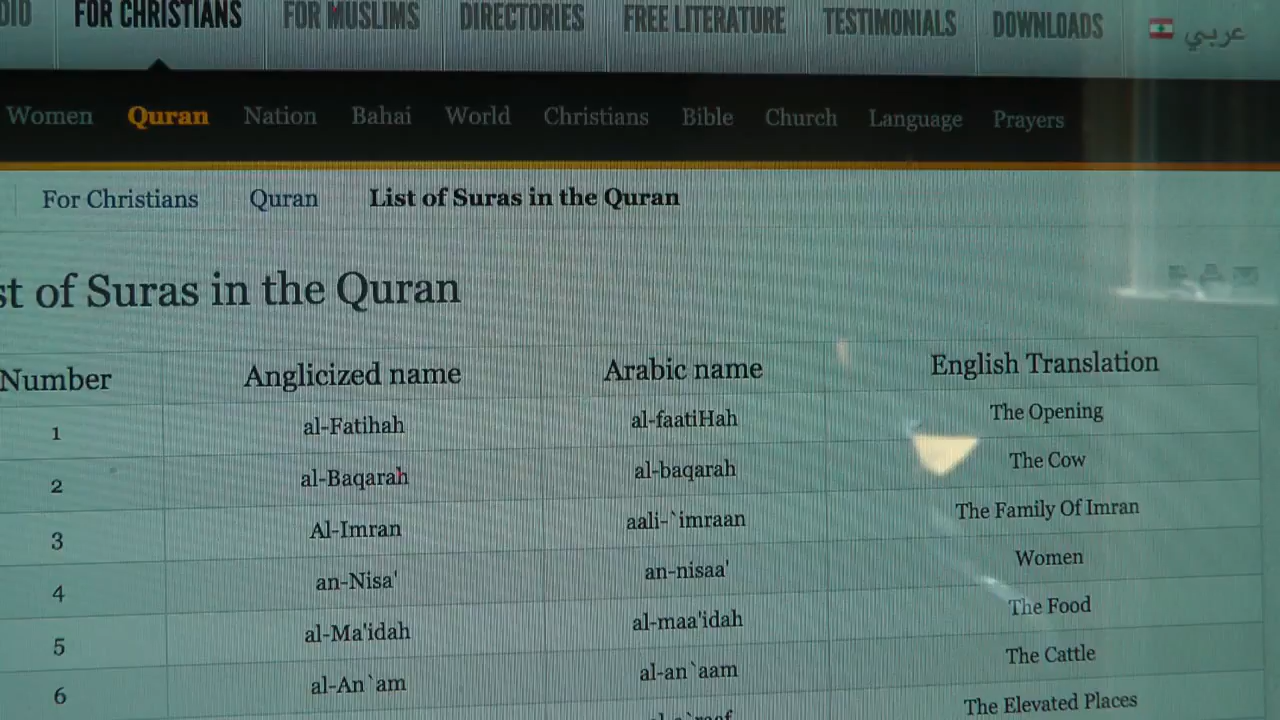 DIO FOR CHRISTIANS FOR MUSLIMS DIRECTORIES FREE LITERATURE TESTIMONIALS DOWNLOADS عربي
Women Quran Nation Bahai World Christians Bible Church Language Prayers
For Christians Quran List of Suras in the Quran
st of Suras in the Quran
Number Anglicized name Arabic name English Translation
1 al-Fatihah al-faatiHah The Opening
2 al-Baqarah al-baqarah The Cow
3 Al-Imran aali-`imraan The Family Of Imran
4 an-Nisa' an-nisaa' Women
5 al-Ma'idah al-maa'idah The Food
6 al-An`am al-an`aam The Cattle
The Elevated Places